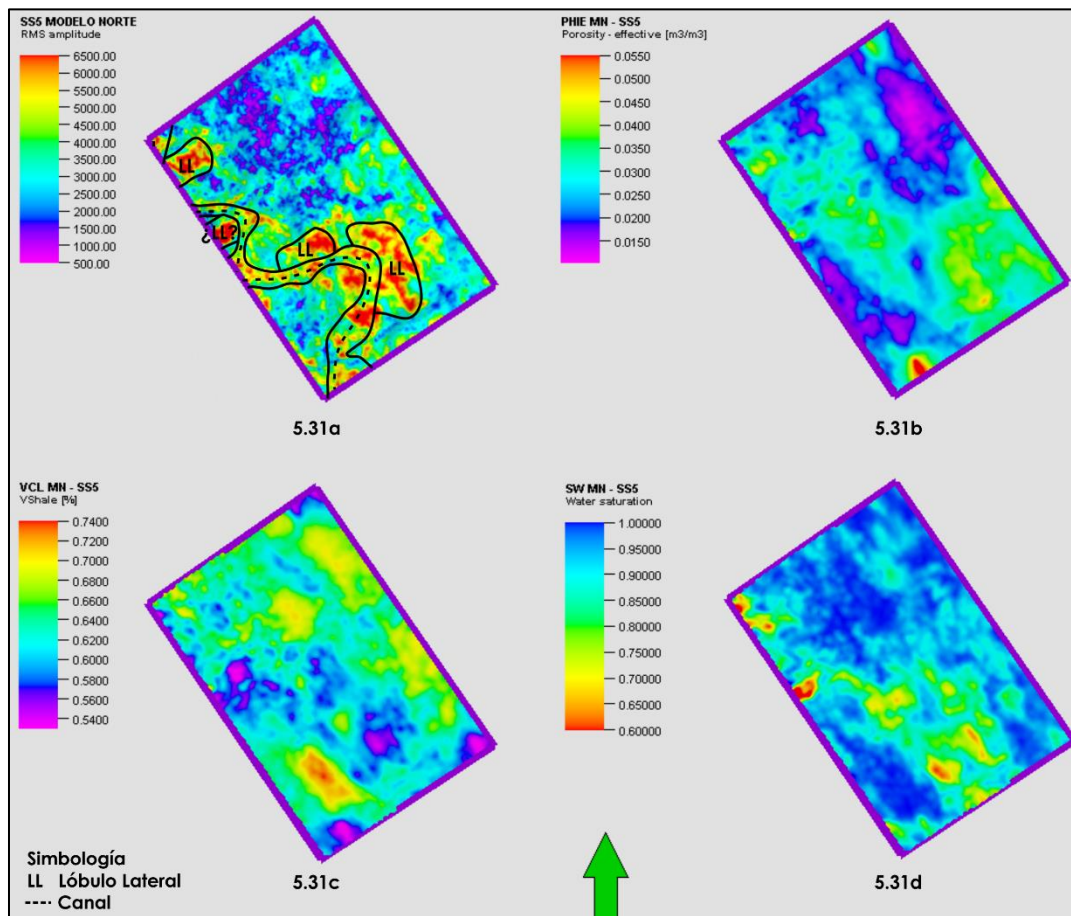 SS5 MODELO NORTE
RMS amplitude
6500.00
6000.00
5500.00
5000.00
4500.00
4000.00
3500.00
3000.00
2500.00
2000.00
1500.00
1000.00
500.00
LL
¿LL?
LL
LL
5.31a
PHIE MN - SS5
Porosity - effective [m3/m3]
0.0550
0.0450
0.0350
0.0300
0.0250
0.0200
0.0150
5.31b
VCL MN - SS5
VShale [%]
0.7400
0.7200
0.7000
0.6800
0.6600
0.6400
0.6200
0.6000
0.5800
0.5600
0.5400
5.31c
SW MN - SS5
Water saturation
1.00000
0.95000
0.90000
0.85000
0.80000
0.75000
0.70000
0.65000
0.60000
5.31d
Simbología
LL Lóbulo Lateral
---- Canal